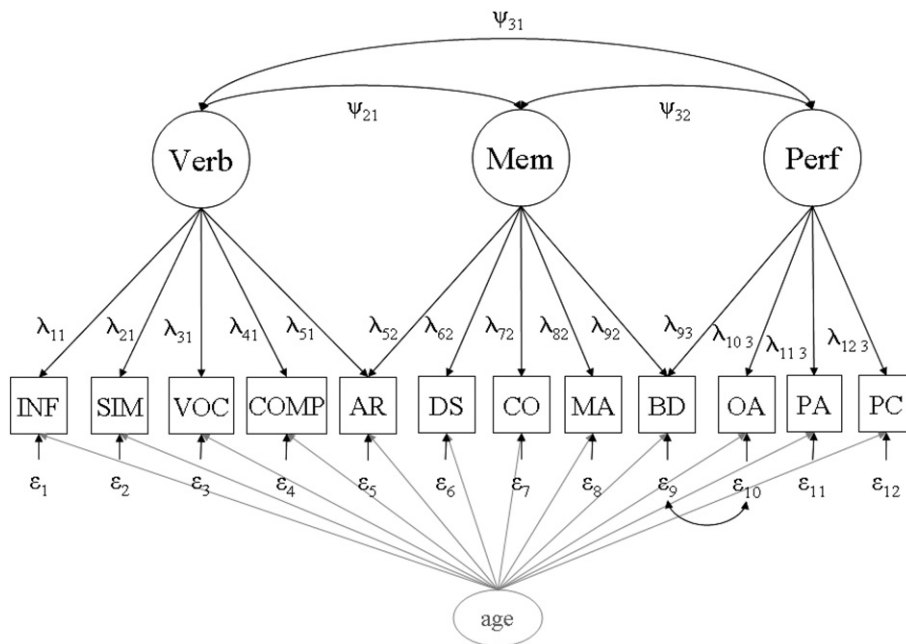 ψ31
ψ21 ψ32
Verb Mem Perf
λ11 λ21 λ31 λ41 λ51 λ52 λ62 λ72 λ82 λ92 λ93 λ10 3 λ11 3 λ12 3
INF SIM VOC COMP AR DS CO MA BD OA PA PC
ε1 ε2 ε3 ε4 ε5 ε6 ε7 ε8 ε9 ε10 ε11 ε12
age